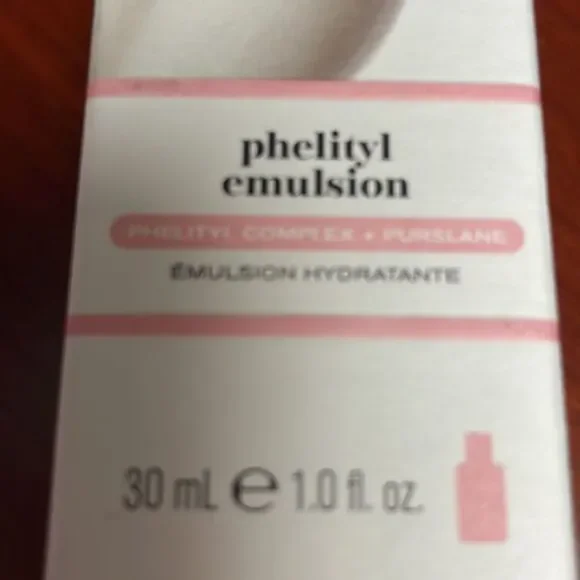 phelityl
emulsion
PHELITYL COMPLEX + PURSLANE
ÉMULSION HYDRATANTE
30 mL ℮ 1.0 fl. oz.